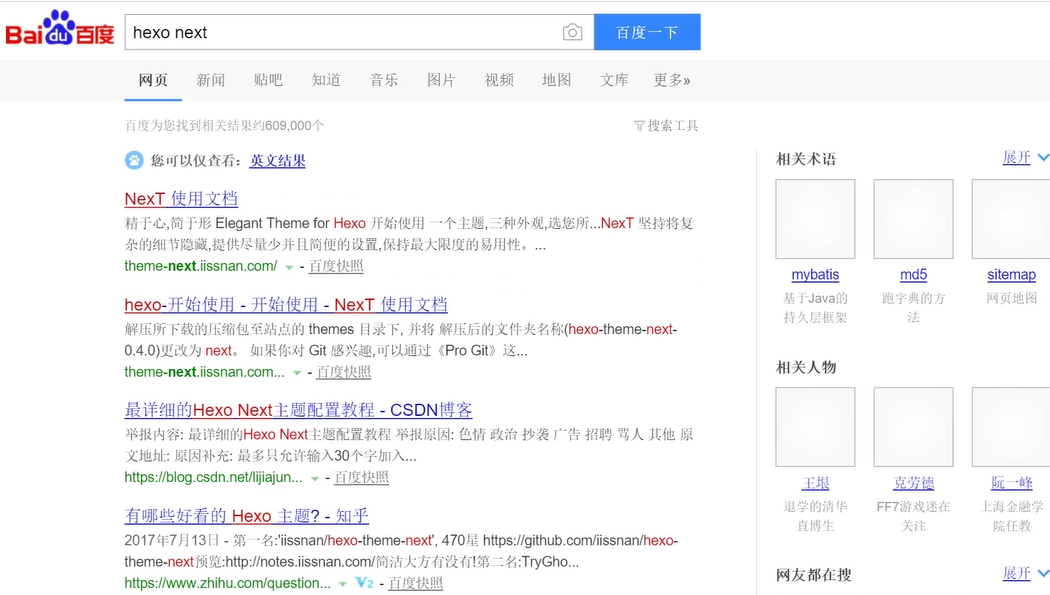 Bai du 百度
hexo next
百度一下
网页 新闻 贴吧 知道 音乐 图片 视频 地图 文库 更多»
百度为您找到相关结果约609,000个
搜索工具
您可以仅查看：英文结果
NexT 使用文档
精于心,简于形 Elegant Theme for Hexo 开始使用 一个主题,三种外观,选您所...NexT 坚持将复
杂的细节隐藏,提供尽量少并且简便的设置,保持最大限度的易用性。...
theme-next.iissnan.com/ - 百度快照
hexo-开始使用 - 开始使用 - NexT 使用文档
解压所下载的压缩包至站点的 themes 目录下, 并将 解压后的文件夹名称(hexo-theme-next-
0.4.0)更改为 next。 如果你对 Git 感兴趣,可以通过《Pro Git》这...
theme-next.iissnan.com... - 百度快照
最详细的Hexo Next主题配置教程 - CSDN博客
举报内容: 最详细的Hexo Next主题配置教程 举报原因: 色情 政治 抄袭 广告 招聘 骂人 其他 原
文地址: 原因补充: 最多只允许输入30个字加入...
https://blog.csdn.net/lijiajun... - 百度快照
有哪些好看的 Hexo 主题? - 知乎
2017年7月13日 - 第一名:'iissnan/hexo-theme-next', 470星 https://github.com/iissnan/hexo-
theme-next预览:http://notes.iissnan.com/简洁大方有没有!第二名:TryGho...
https://www.zhihu.com/question... V2 - 百度快照
相关术语
展开
mybatis md5 sitemap
基于Java的 跑字典的方 网页地图
持久层框架 法
相关人物
王垠 克劳德 阮一峰
退学的清华 FF7游戏迷在 上海金融学
直博生 关注 院任教
网友都在搜
展开